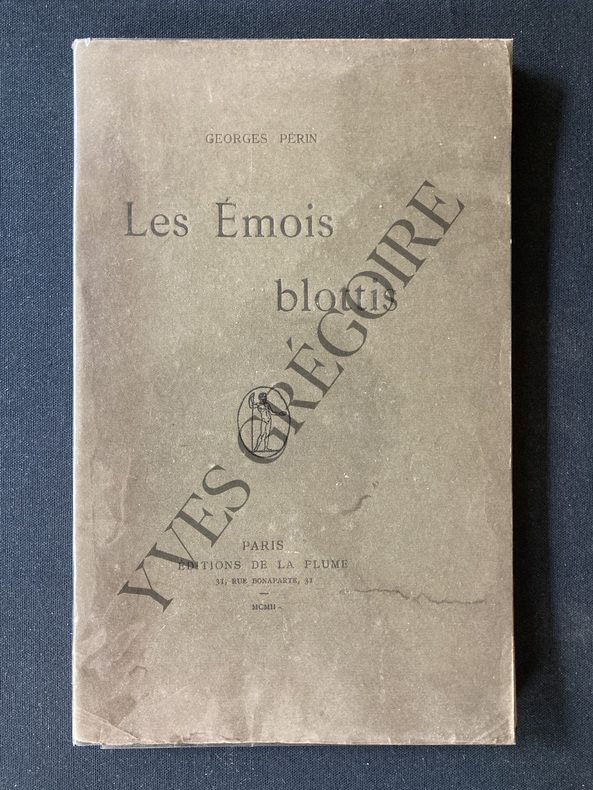 GEORGES PÉRIN
Les Émois
blottis
YVES GRÉGOIRE
PARIS
ÉDITIONS DE LA PLUME
31, RUE BONAPARTE, 31
MCMII